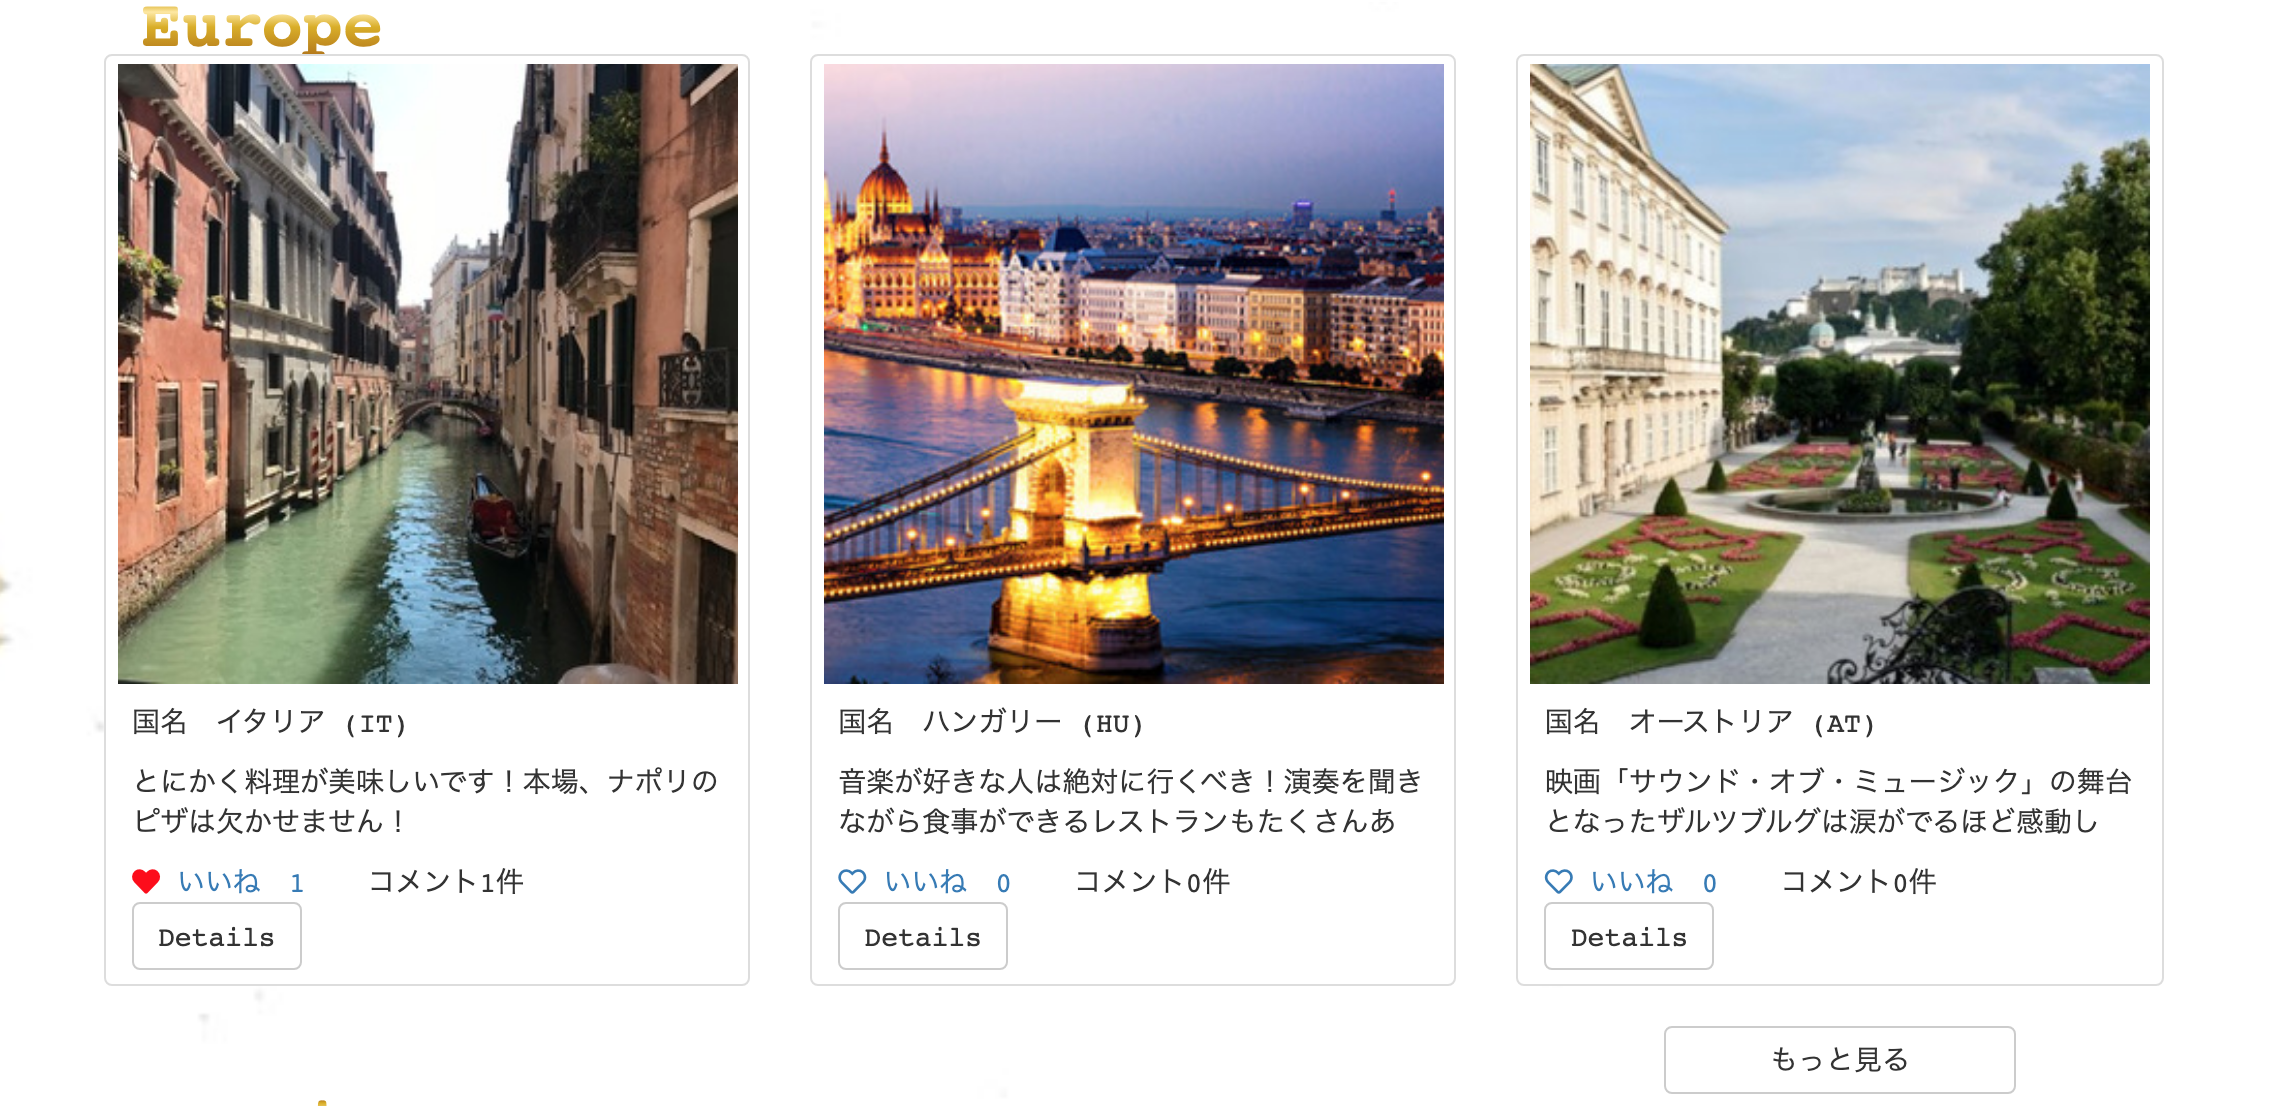 Europe
国名　イタリア (IT)
とにかく料理が美味しいです！本場、ナポリの
ピザは欠かせません！
いいね 1 コメント1件
Details
国名　ハンガリー (HU)
音楽が好きな人は絶対に行くべき！演奏を聞き
ながら食事ができるレストランもたくさんあ
いいね 0 コメント0件
Details
国名　オーストリア (AT)
映画「サウンド・オブ・ミュージック」の舞台
となったザルツブルグは涙がでるほど感動し
いいね 0 コメント0件
Details
もっと見る